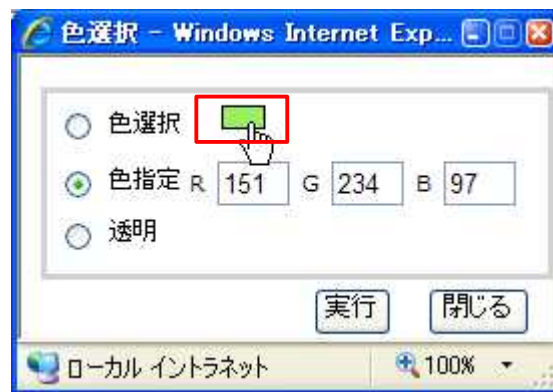 色選択 - Windows Internet Exp...
色選択
色指定 R 151 G 234 B 97
透明
実行 閉じる
ローカル イントラネット 100%